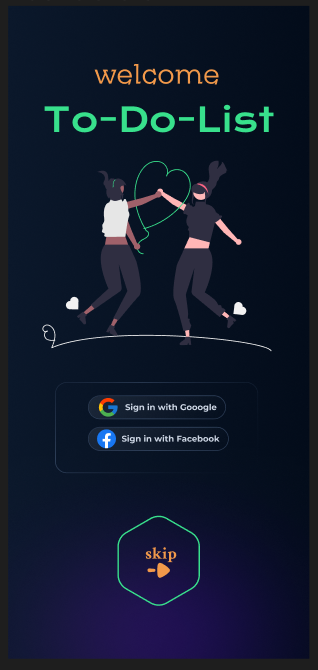 welcome
To-Do-List
Sign in with Gooogle
Sign in with Facebook
skip